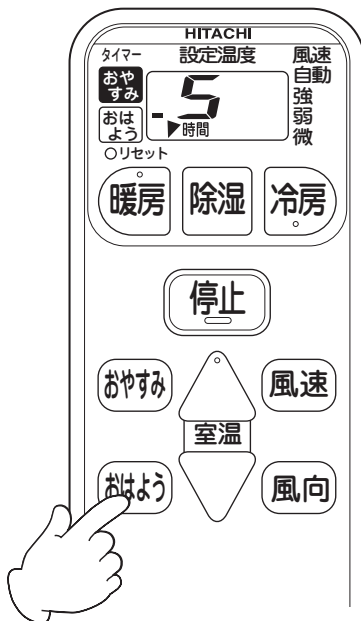 HITACHI
タイマー 設定温度 風速
おやすみ
おはよう
5
時間
自動
強
弱
微
○リセット
暖房 除湿 冷房
停止
おやすみ 風速
室温
おはよう 風向